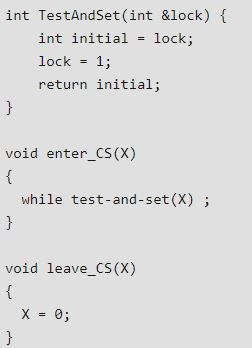 int TestAndSet(int &lock) {
int initial = lock;
lock = 1;
return initial;
}
void enter_CS(X)
{
while test-and-set(X) ;
}
void leave_CS(X)
{
X = 0;
}